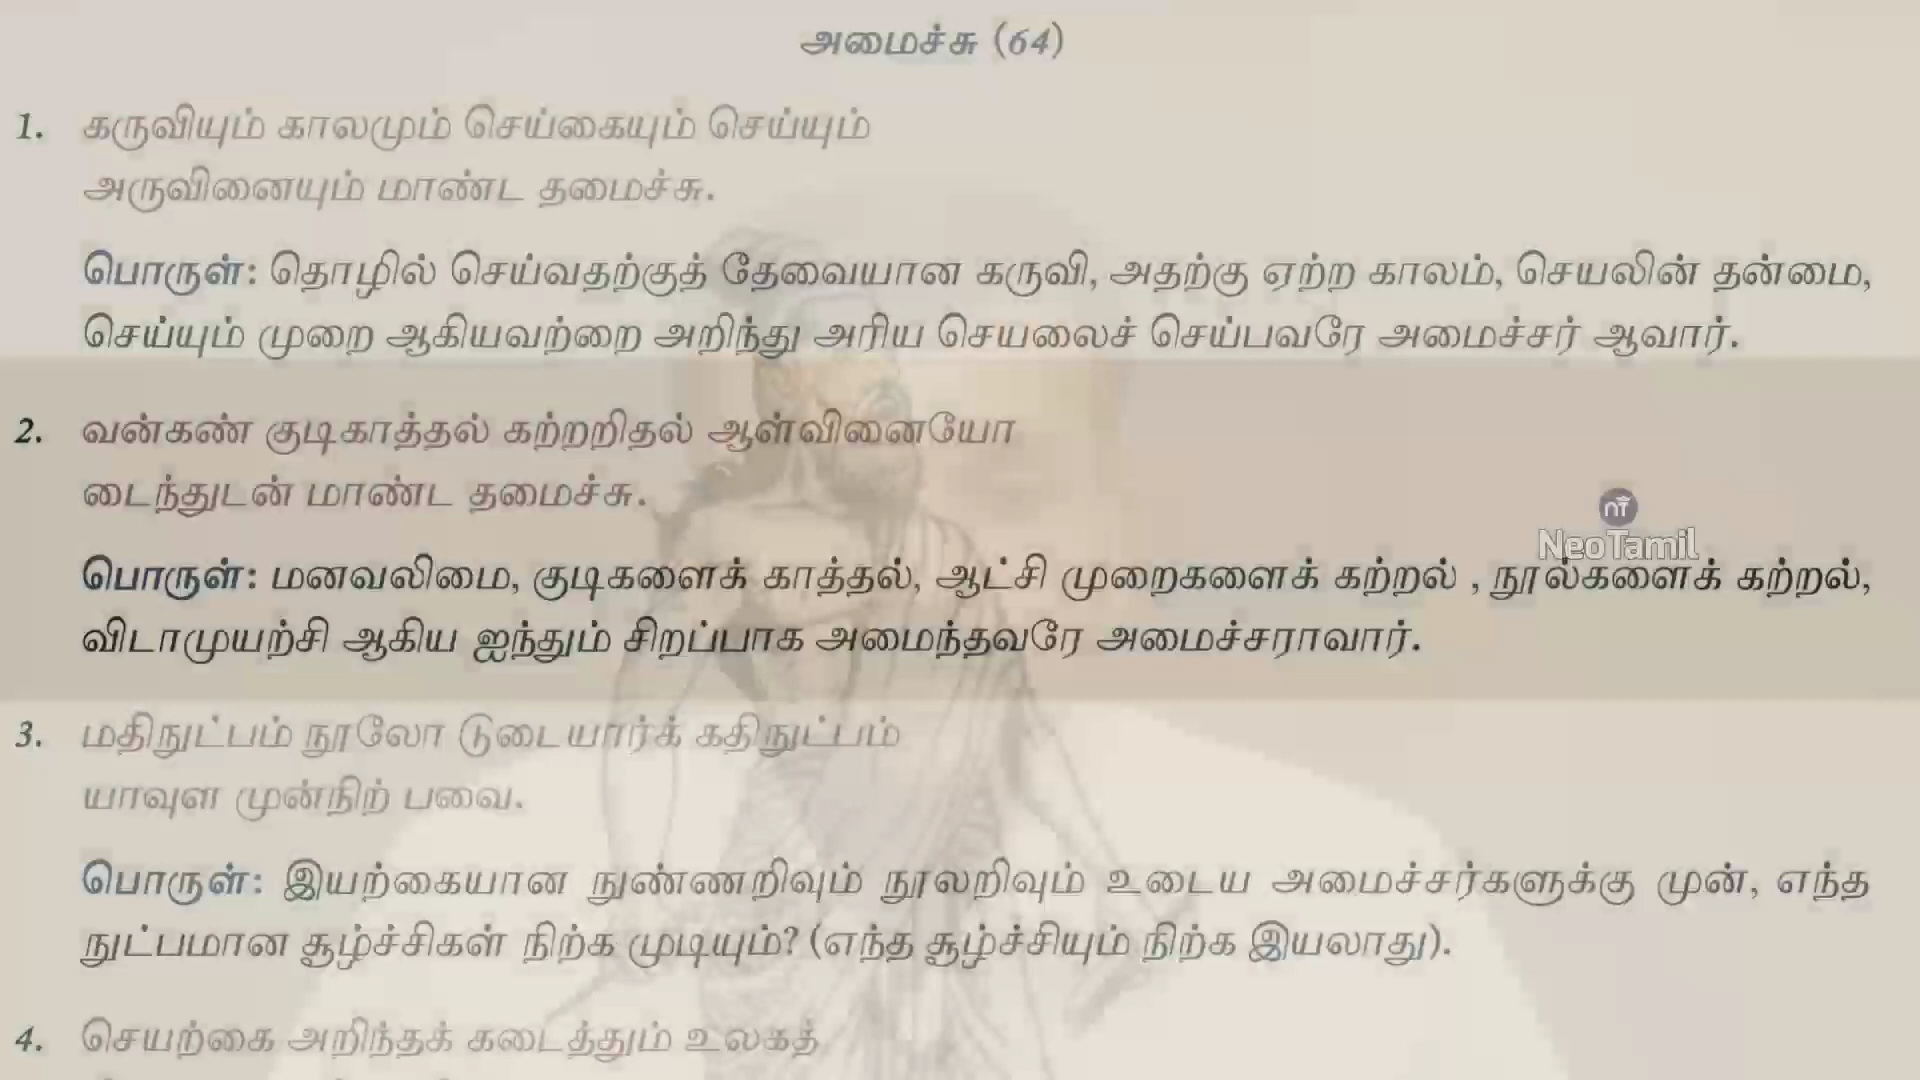 அமைச்சு (64)
1. கருவியும் காலமும் செய்கையும் செய்யும்
அருவினையும் மாண்ட தமைச்சு.
பொருள்: தொழில் செய்வதற்குத் தேவையான கருவி, அதற்கு ஏற்ற காலம், செயலின் தன்மை,
செய்யும் முறை ஆகியவற்றை அறிந்து அரிய செயலைச் செய்பவரே அமைச்சர் ஆவார்.
2. வன்கண் குடிகாத்தல் கற்றறிதல் ஆள்வினையோ
டைந்துடன் மாண்ட தமைச்சு.
NT
NeoTamil
பொருள்: மனவலிமை, குடிகளைக் காத்தல், ஆட்சி முறைகளைக் கற்றல் , நூல்களைக் கற்றல்,
விடாமுயற்சி ஆகிய ஐந்தும் சிறப்பாக அமைந்தவரே அமைச்சராவார்.
3. மதிநுட்பம் நூலோ டுடையார்க் கதிநுட்பம்
யாவுள முன்நிற் பவை.
பொருள்: இயற்கையான நுண்ணறிவும் நூலறிவும் உடைய அமைச்சர்களுக்கு முன், எந்த
நுட்பமான சூழ்ச்சிகள் நிற்க முடியும்? (எந்த சூழ்ச்சியும் நிற்க இயலாது).
4. செயற்கை அறிந்தக் கடைத்தும் உலகத்